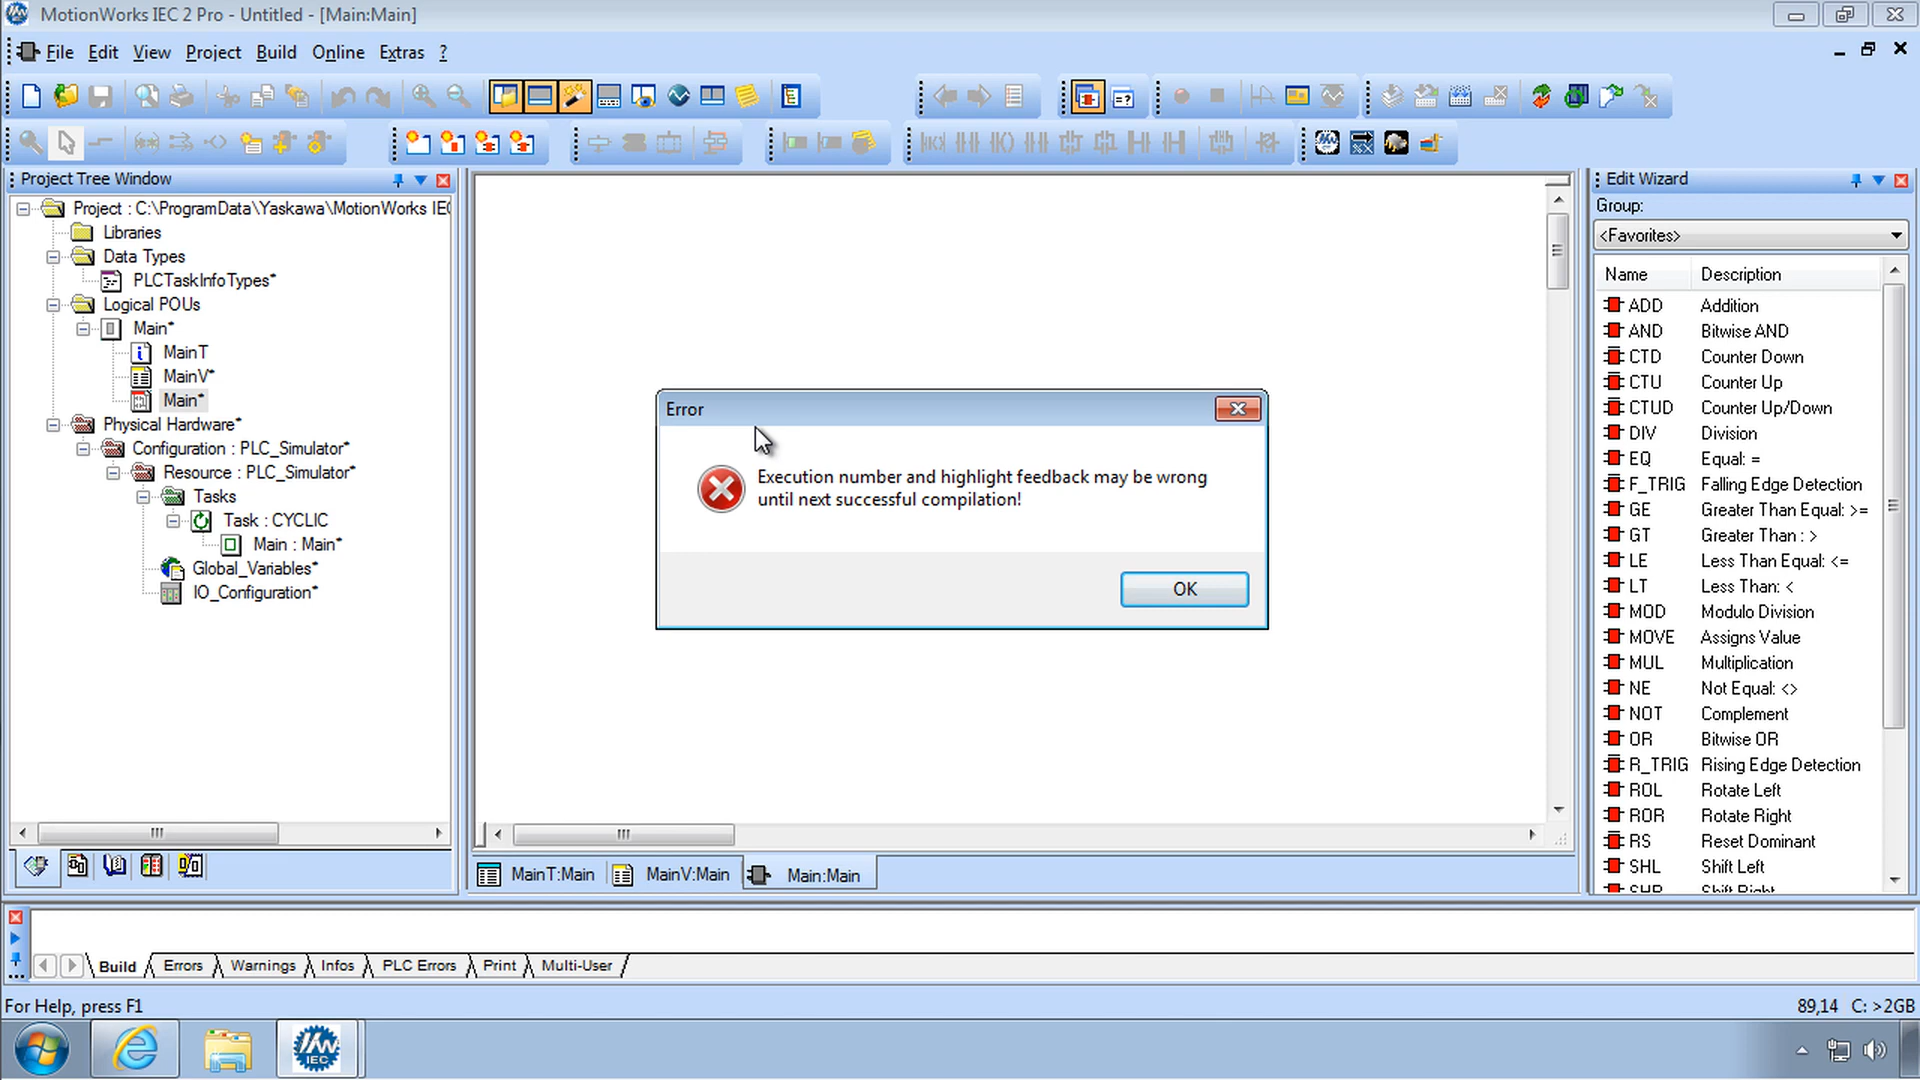 MotionWorks IEC 2 Pro - Untitled - [Main:Main]
File Edit View Project Build Online Extras ?
Project Tree Window
Project : C:\ProgramData\Yaskawa\MotionWorks IEC
Libraries
Data Types
PLCTaskInfoTypes*
Logical POUs
Main*
MainT
MainV*
Main*
Physical Hardware*
Configuration : PLC_Simulator*
Resource : PLC_Simulator*
Tasks
Task : CYCLIC
Main : Main*
Global_Variables*
IO_Configuration*
Error
Execution number and highlight feedback may be wrong
until next successful compilation!
OK
MainT:Main MainV:Main Main:Main
Edit Wizard
Group:
<Favorites>
Name Description
ADD Addition
AND Bitwise AND
CTD Counter Down
CTU Counter Up
CTUD Counter Up/Down
DIV Division
EQ Equal: =
F_TRIG Falling Edge Detection
GE Greater Than Equal: >=
GT Greater Than : >
LE Less Than Equal: <=
LT Less Than: <
MOD Modulo Division
MOVE Assigns Value
MUL Multiplication
NE Not Equal: <>
NOT Complement
OR Bitwise OR
R_TRIG Rising Edge Detection
ROL Rotate Left
ROR Rotate Right
RS Reset Dominant
SHL Shift Left
SHR Shift Right
Build Errors Warnings Infos PLC Errors Print Multi-User
For Help, press F1
89,14 C: >2GB
IEC